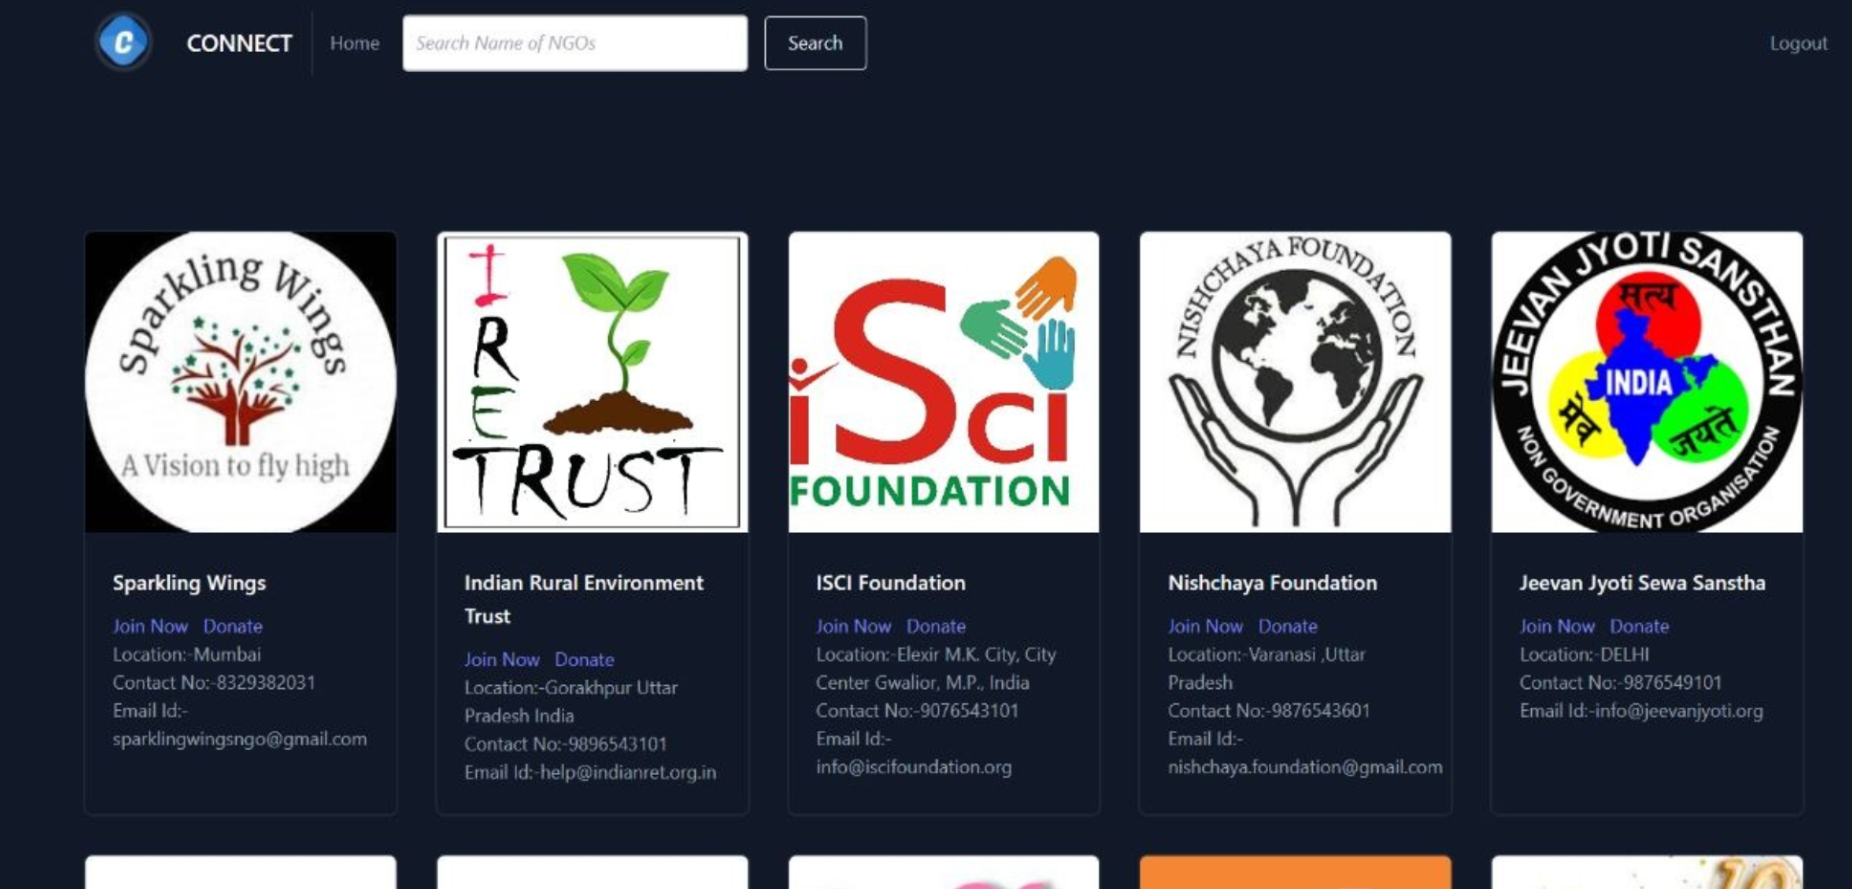 C CONNECT Home Search Name of NGOs Search Logout
Sparkling Wings
A Vision to fly high
I
R
E
TRUST
iSci
FOUNDATION
NISHCHAYA FOUNDATION
JEEVAN JYOTI SANSTHAN
सत्य
INDIA
मेव
जयते
NON GOVERNMENT ORGANISATION
Sparkling Wings
Join Now Donate
Location:-Mumbai
Contact No:-8329382031
Email Id:-
sparklingwingsngo@gmail.com
Indian Rural Environment
Trust
Join Now Donate
Location:-Gorakhpur Uttar
Pradesh India
Contact No:-9896543101
Email Id:-help@indianret.org.in
ISCI Foundation
Join Now Donate
Location:-Elexir M.K. City, City
Center Gwalior, M.P., India
Contact No:-9076543101
Email Id:-
info@iscifoundation.org
Nishchaya Foundation
Join Now Donate
Location:-Varanasi ,Uttar
Pradesh
Contact No:-9876543601
Email Id:-
nishchaya.foundation@gmail.com
Jeevan Jyoti Sewa Sanstha
Join Now Donate
Location:-DELHI
Contact No:-9876549101
Email Id:-info@jeevanjyoti.org